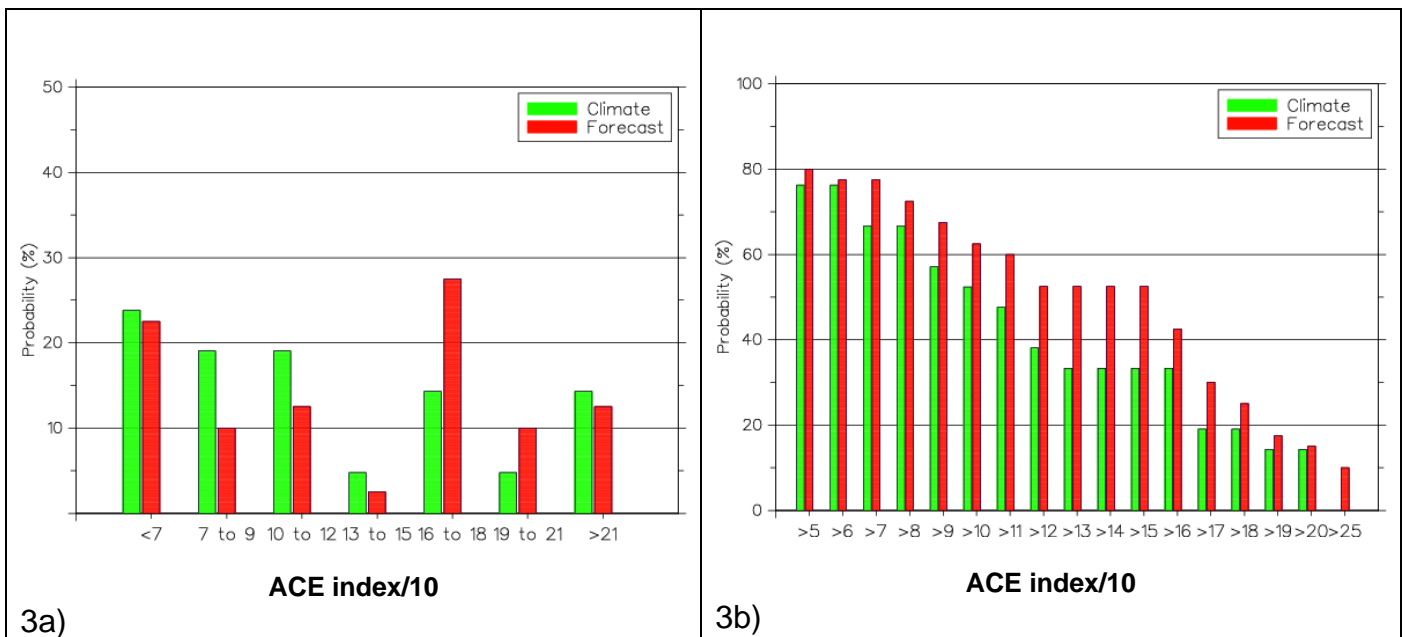 50
40
30
20
10
Probability (%)
Climate
Forecast
<7 7 to 9 10 to 12 13 to 15 16 to 18 19 to 21 >21
ACE index/10
3a)
100
80
60
40
20
0
Probability (%)
Climate
Forecast
>5 >6 >7 >8 >9 >10 >11 >12 >13 >14 >15 >16 >17 >18 >19 >20 >25
ACE index/10
3b)